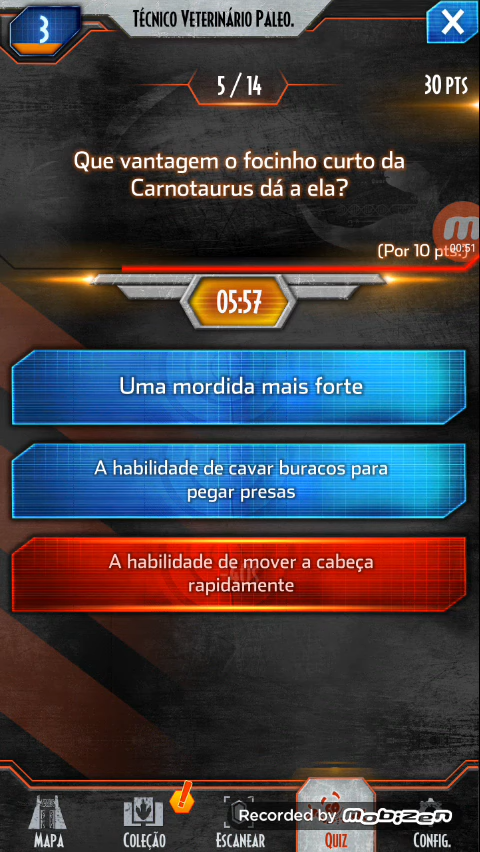 3
TÉCNICO VETERINÁRIO PALEO.
5 / 14
30 PTS
Que vantagem o focinho curto da
Carnotaurus dá a ela?
00:51
(Por 10 pts.)
05:57
Uma mordida mais forte
A habilidade de cavar buracos para
pegar presas
A habilidade de mover a cabeça
rapidamente
Recorded by mobizen
MAPA
COLEÇÃO
ESCANEAR
QUIZ
CONFIG.